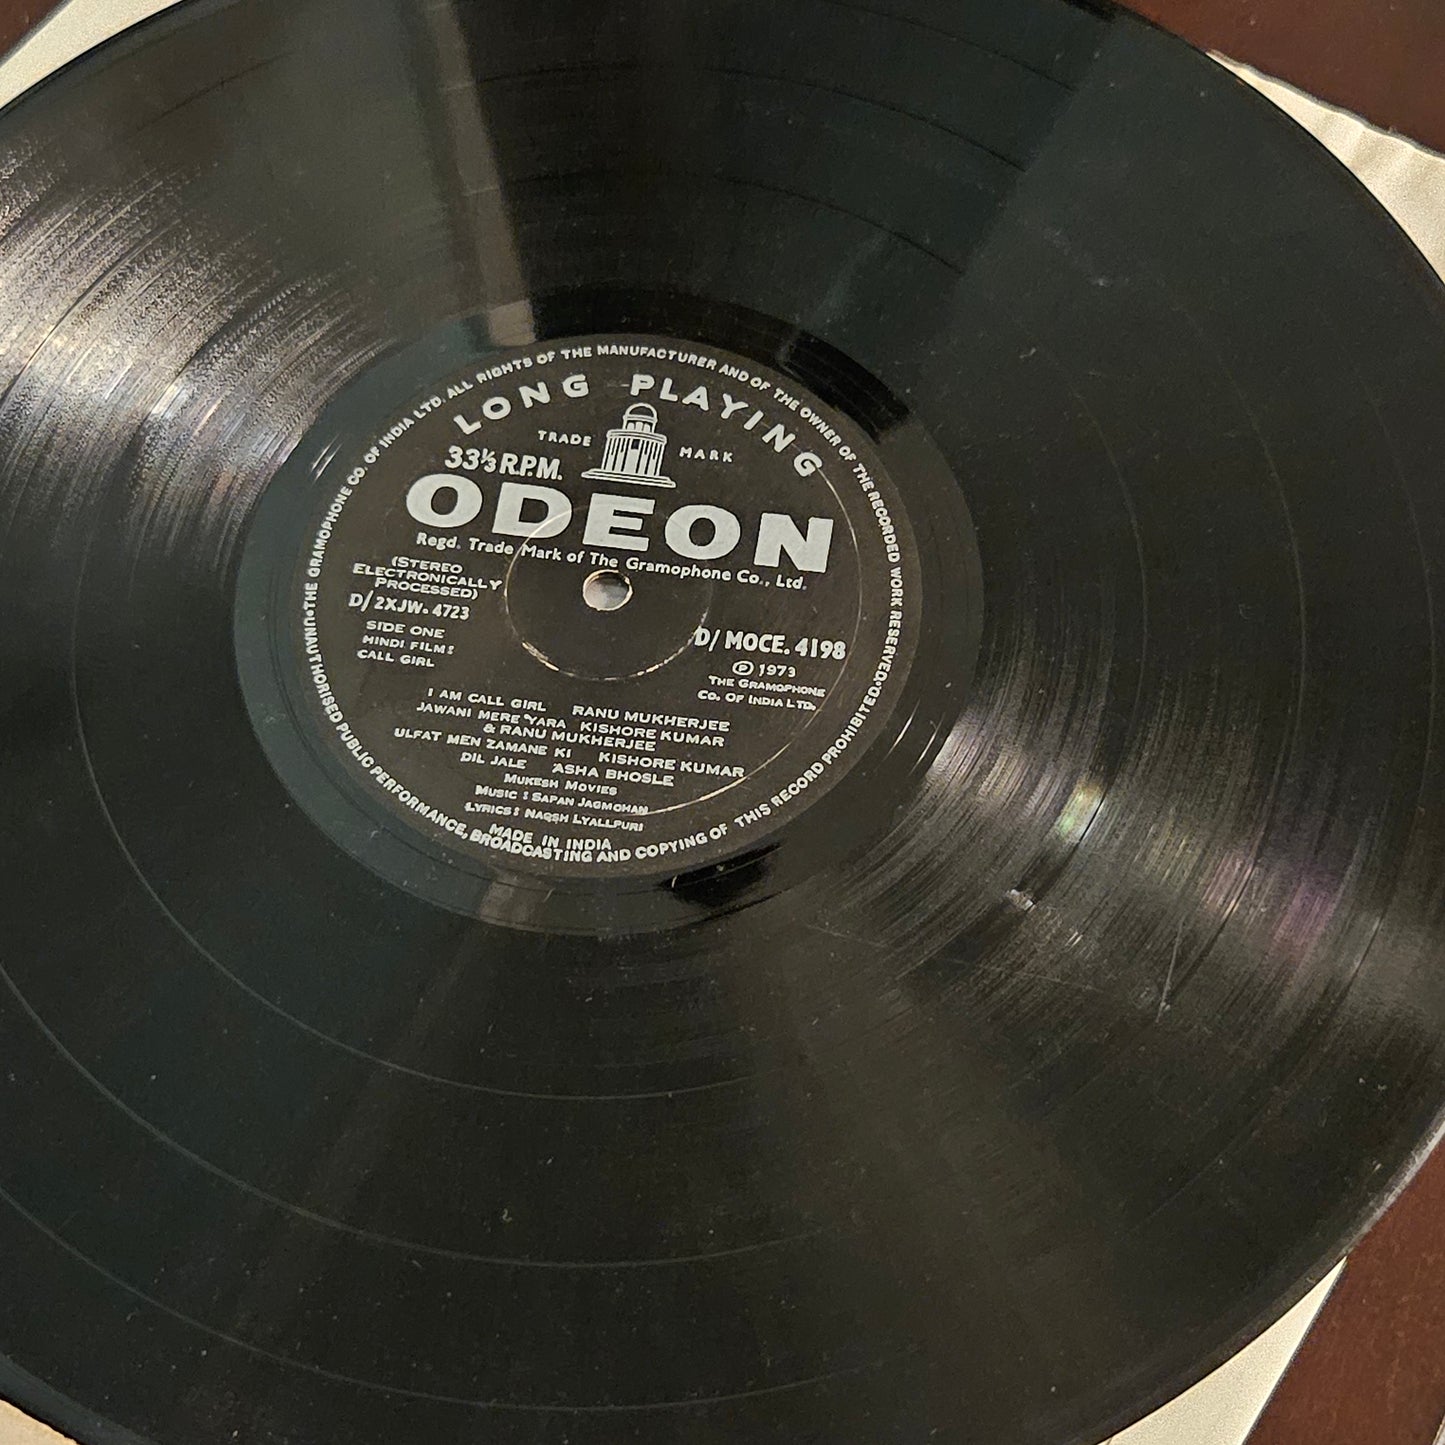 UNAUTHORISED PUBLIC PERFORMANCE, BROADCASTING AND COPYING OF THIS RECORD PROHIBITED•THE GRAMOPHONE CO. OF INDIA LTD. ALL RIGHTS OF THE MANUFACTURER AND OF THE OWNER OF THE RECORDED WORK RESERVED•
LONG PLAYING
TRADE MARK
33⅓ R.P.M.
ODEON
Regd. Trade Mark of The Gramophone Co., Ltd.
(STEREO
ELECTRONICALLY
PROCESSED)
D/2XJW. 4723
SIDE ONE
HINDI FILM:
CALL GIRL
D/ MOCE. 4198
Ⓟ 1973
THE GRAMOPHONE
CO. OF INDIA LTD.
I AM CALL GIRL RANU MUKHERJEE
JAWANI MERE YARA KISHORE KUMAR
& RANU MUKHERJEE
ULFAT MEN ZAMANE KI KISHORE KUMAR
DIL JALE ASHA BHOSLE
MUKESH MOVIES
MUSIC : SAPAN JAGMOHAN
(LYRICS: NAQSH LYALLPURI
MADE IN INDIA